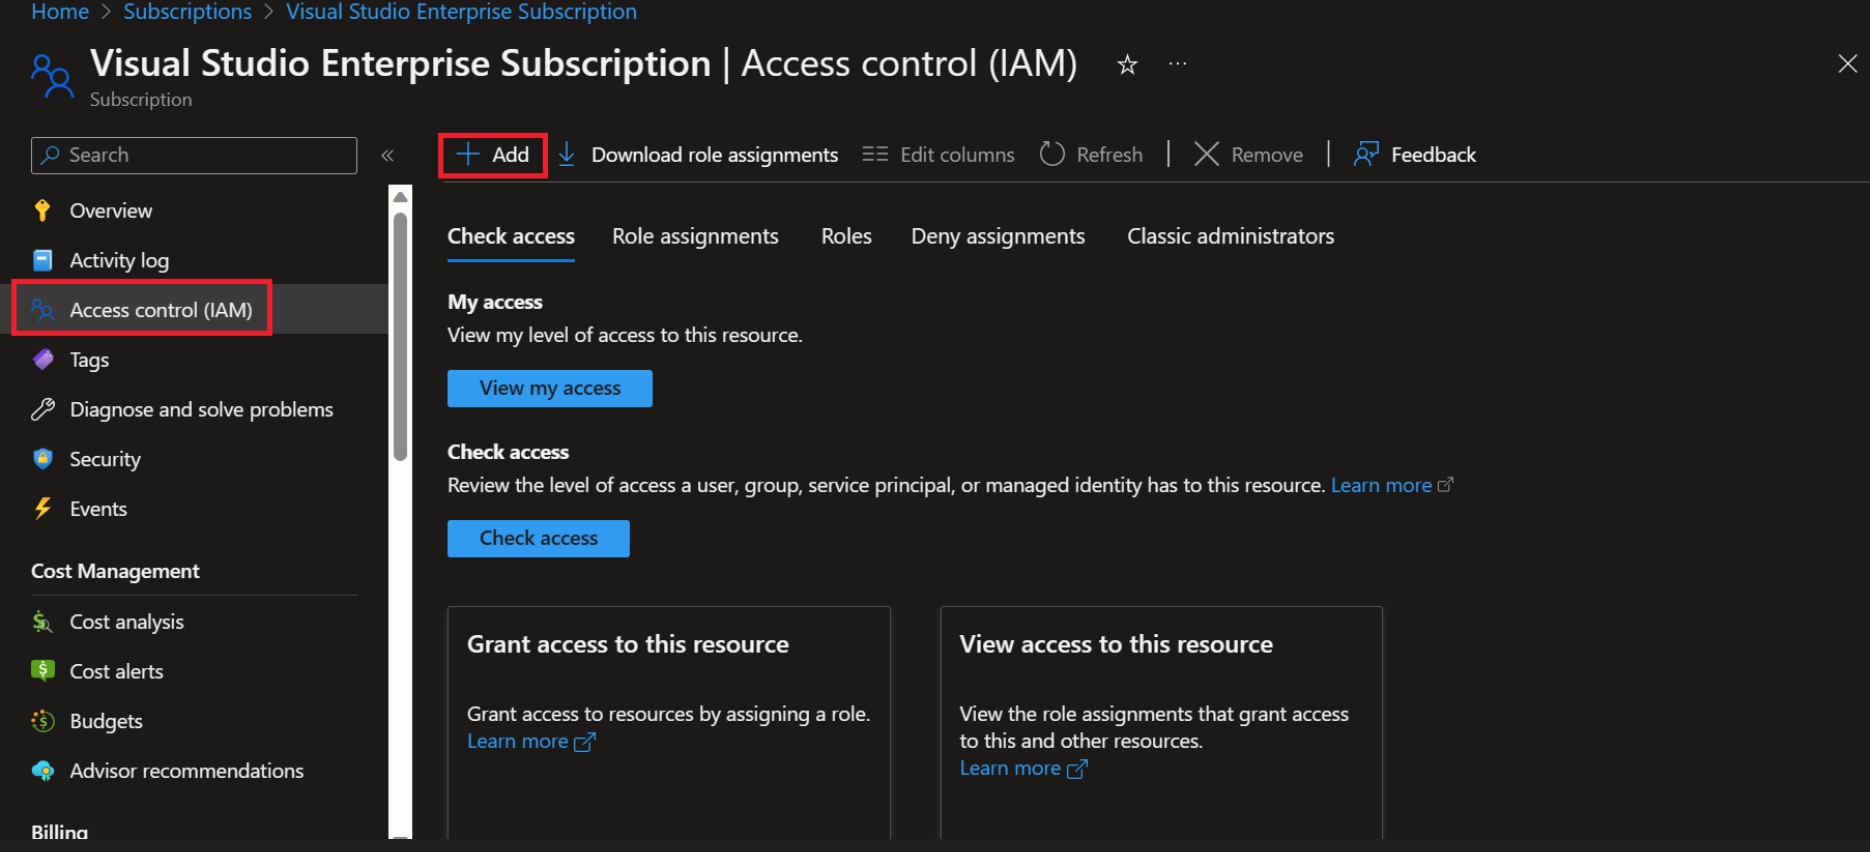 Home > Subscriptions > Visual Studio Enterprise Subscription
Visual Studio Enterprise Subscription | Access control (IAM) ☆ ···
Subscription
Search «
+ Add Download role assignments Edit columns Refresh | Remove | Feedback
Overview
Activity log
Access control (IAM)
Tags
Diagnose and solve problems
Security
Events
Cost Management
Cost analysis
Cost alerts
Budgets
Advisor recommendations
Billing
Check access Role assignments Roles Deny assignments Classic administrators
My access
View my level of access to this resource.
View my access
Check access
Review the level of access a user, group, service principal, or managed identity has to this resource. Learn more
Check access
Grant access to this resource
Grant access to resources by assigning a role.
Learn more
View access to this resource
View the role assignments that grant access
to this and other resources.
Learn more